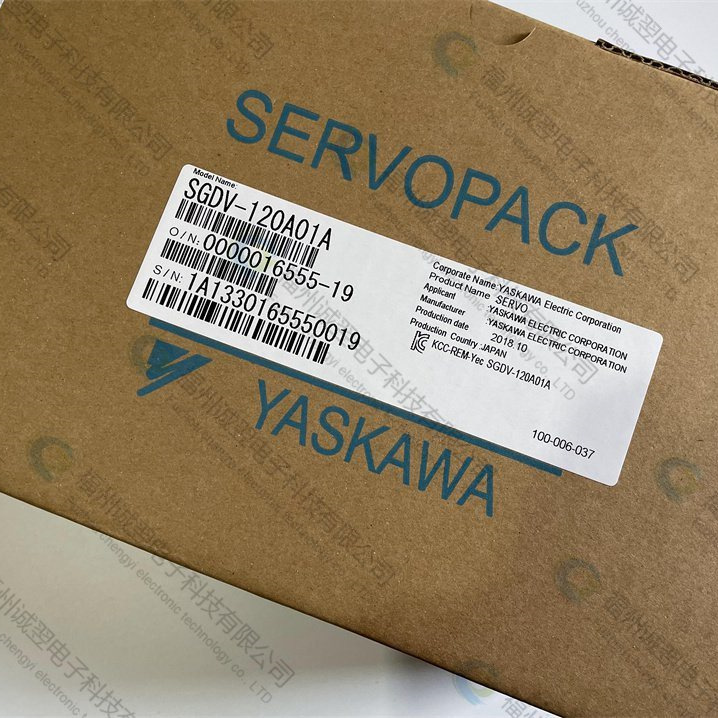 SERVOPACK
Model Name:
SGDV-120A01A
O/N: 0000016555-19
S/N: 1A1330165550019
Corporate Name: YASKAWA Electric Corporation
Product Name : SERVO
Applicant : YASKAWA ELECTRIC CORPORATION
Manufacturer : YASKAWA ELECTRIC CORPORATION
Production date : 2018.10
Production Country : JAPAN
KCC-REM-Yec SGDV-120A01A
100-006-037
YASKAWA
福州诚翌电子科技有限公司
fuzhou chengyi electronic technology co., LTD